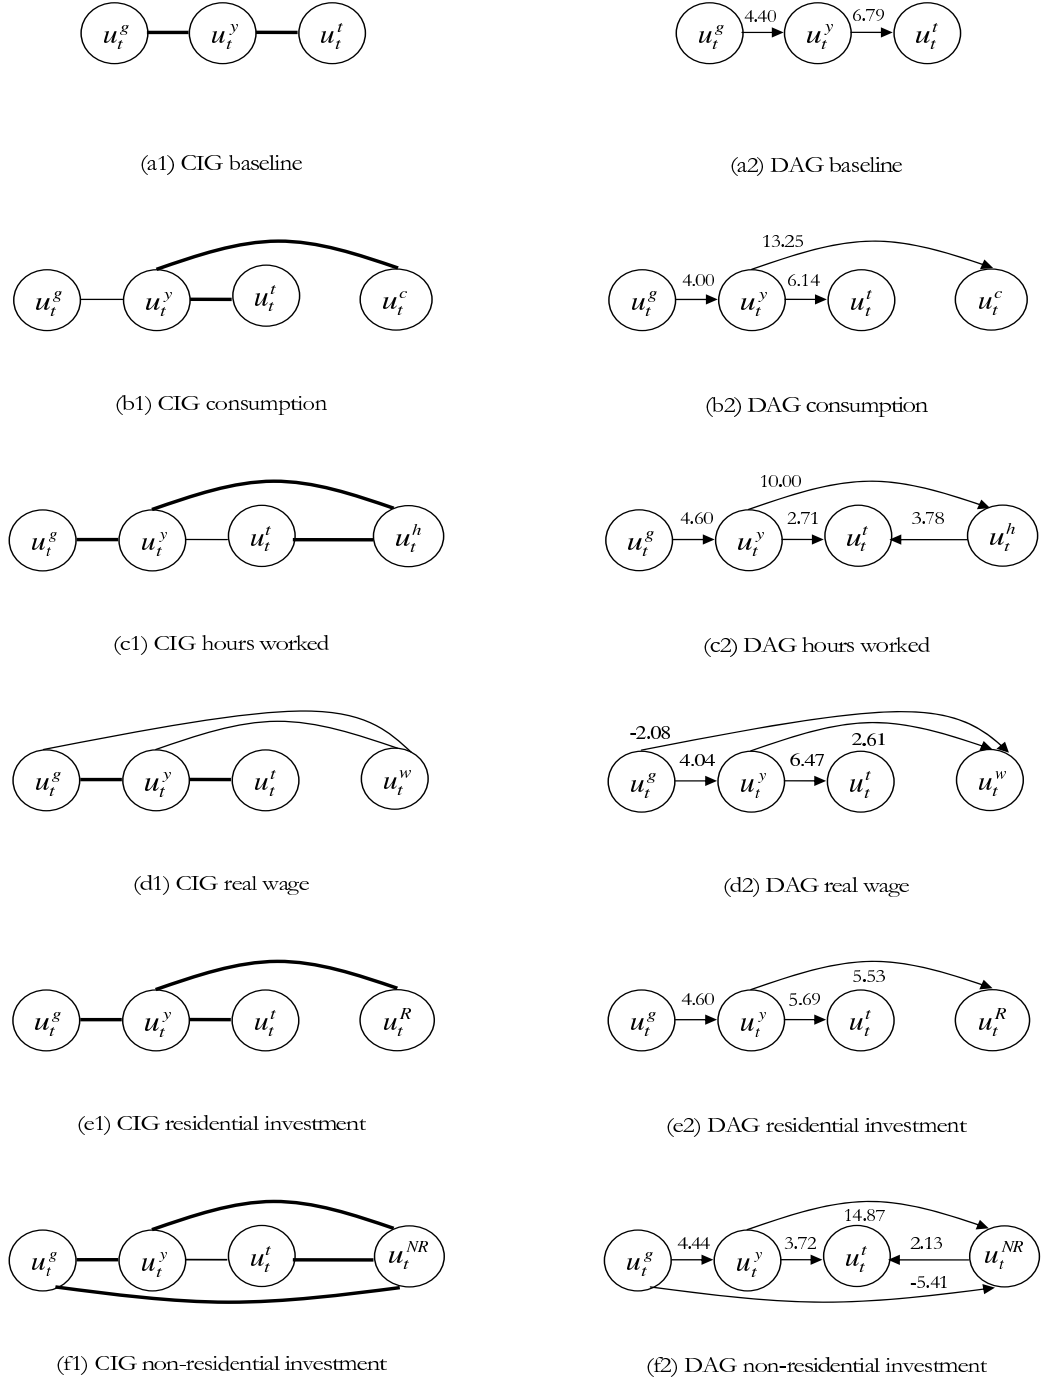 u_t^g u_t^y u_t^t
u_t^g 4.40 u_t^y 6.79 u_t^t
(a1) CIG baseline
(a2) DAG baseline
u_t^g u_t^y u_t^t u_t^c
13.25
u_t^g 4.00 u_t^y 6.14 u_t^t u_t^c
(b1) CIG consumption
(b2) DAG consumption
u_t^g u_t^y u_t^t u_t^h
10.00
u_t^g 4.60 u_t^y 2.71 u_t^t 3.78 u_t^h
(c1) CIG hours worked
(c2) DAG hours worked
u_t^g u_t^y u_t^t u_t^w
-2.08 2.61
u_t^g 4.04 u_t^y 6.47 u_t^t u_t^w
(d1) CIG real wage
(d2) DAG real wage
u_t^g u_t^y u_t^t u_t^R
5.53
u_t^g 4.60 u_t^y 5.69 u_t^t u_t^R
(e1) CIG residential investment
(e2) DAG residential investment
u_t^g u_t^y u_t^t u_t^NR
14.87
u_t^g 4.44 u_t^y 3.72 u_t^t 2.13 u_t^NR
-5.41
(f1) CIG non-residential investment
(f2) DAG non-residential investment